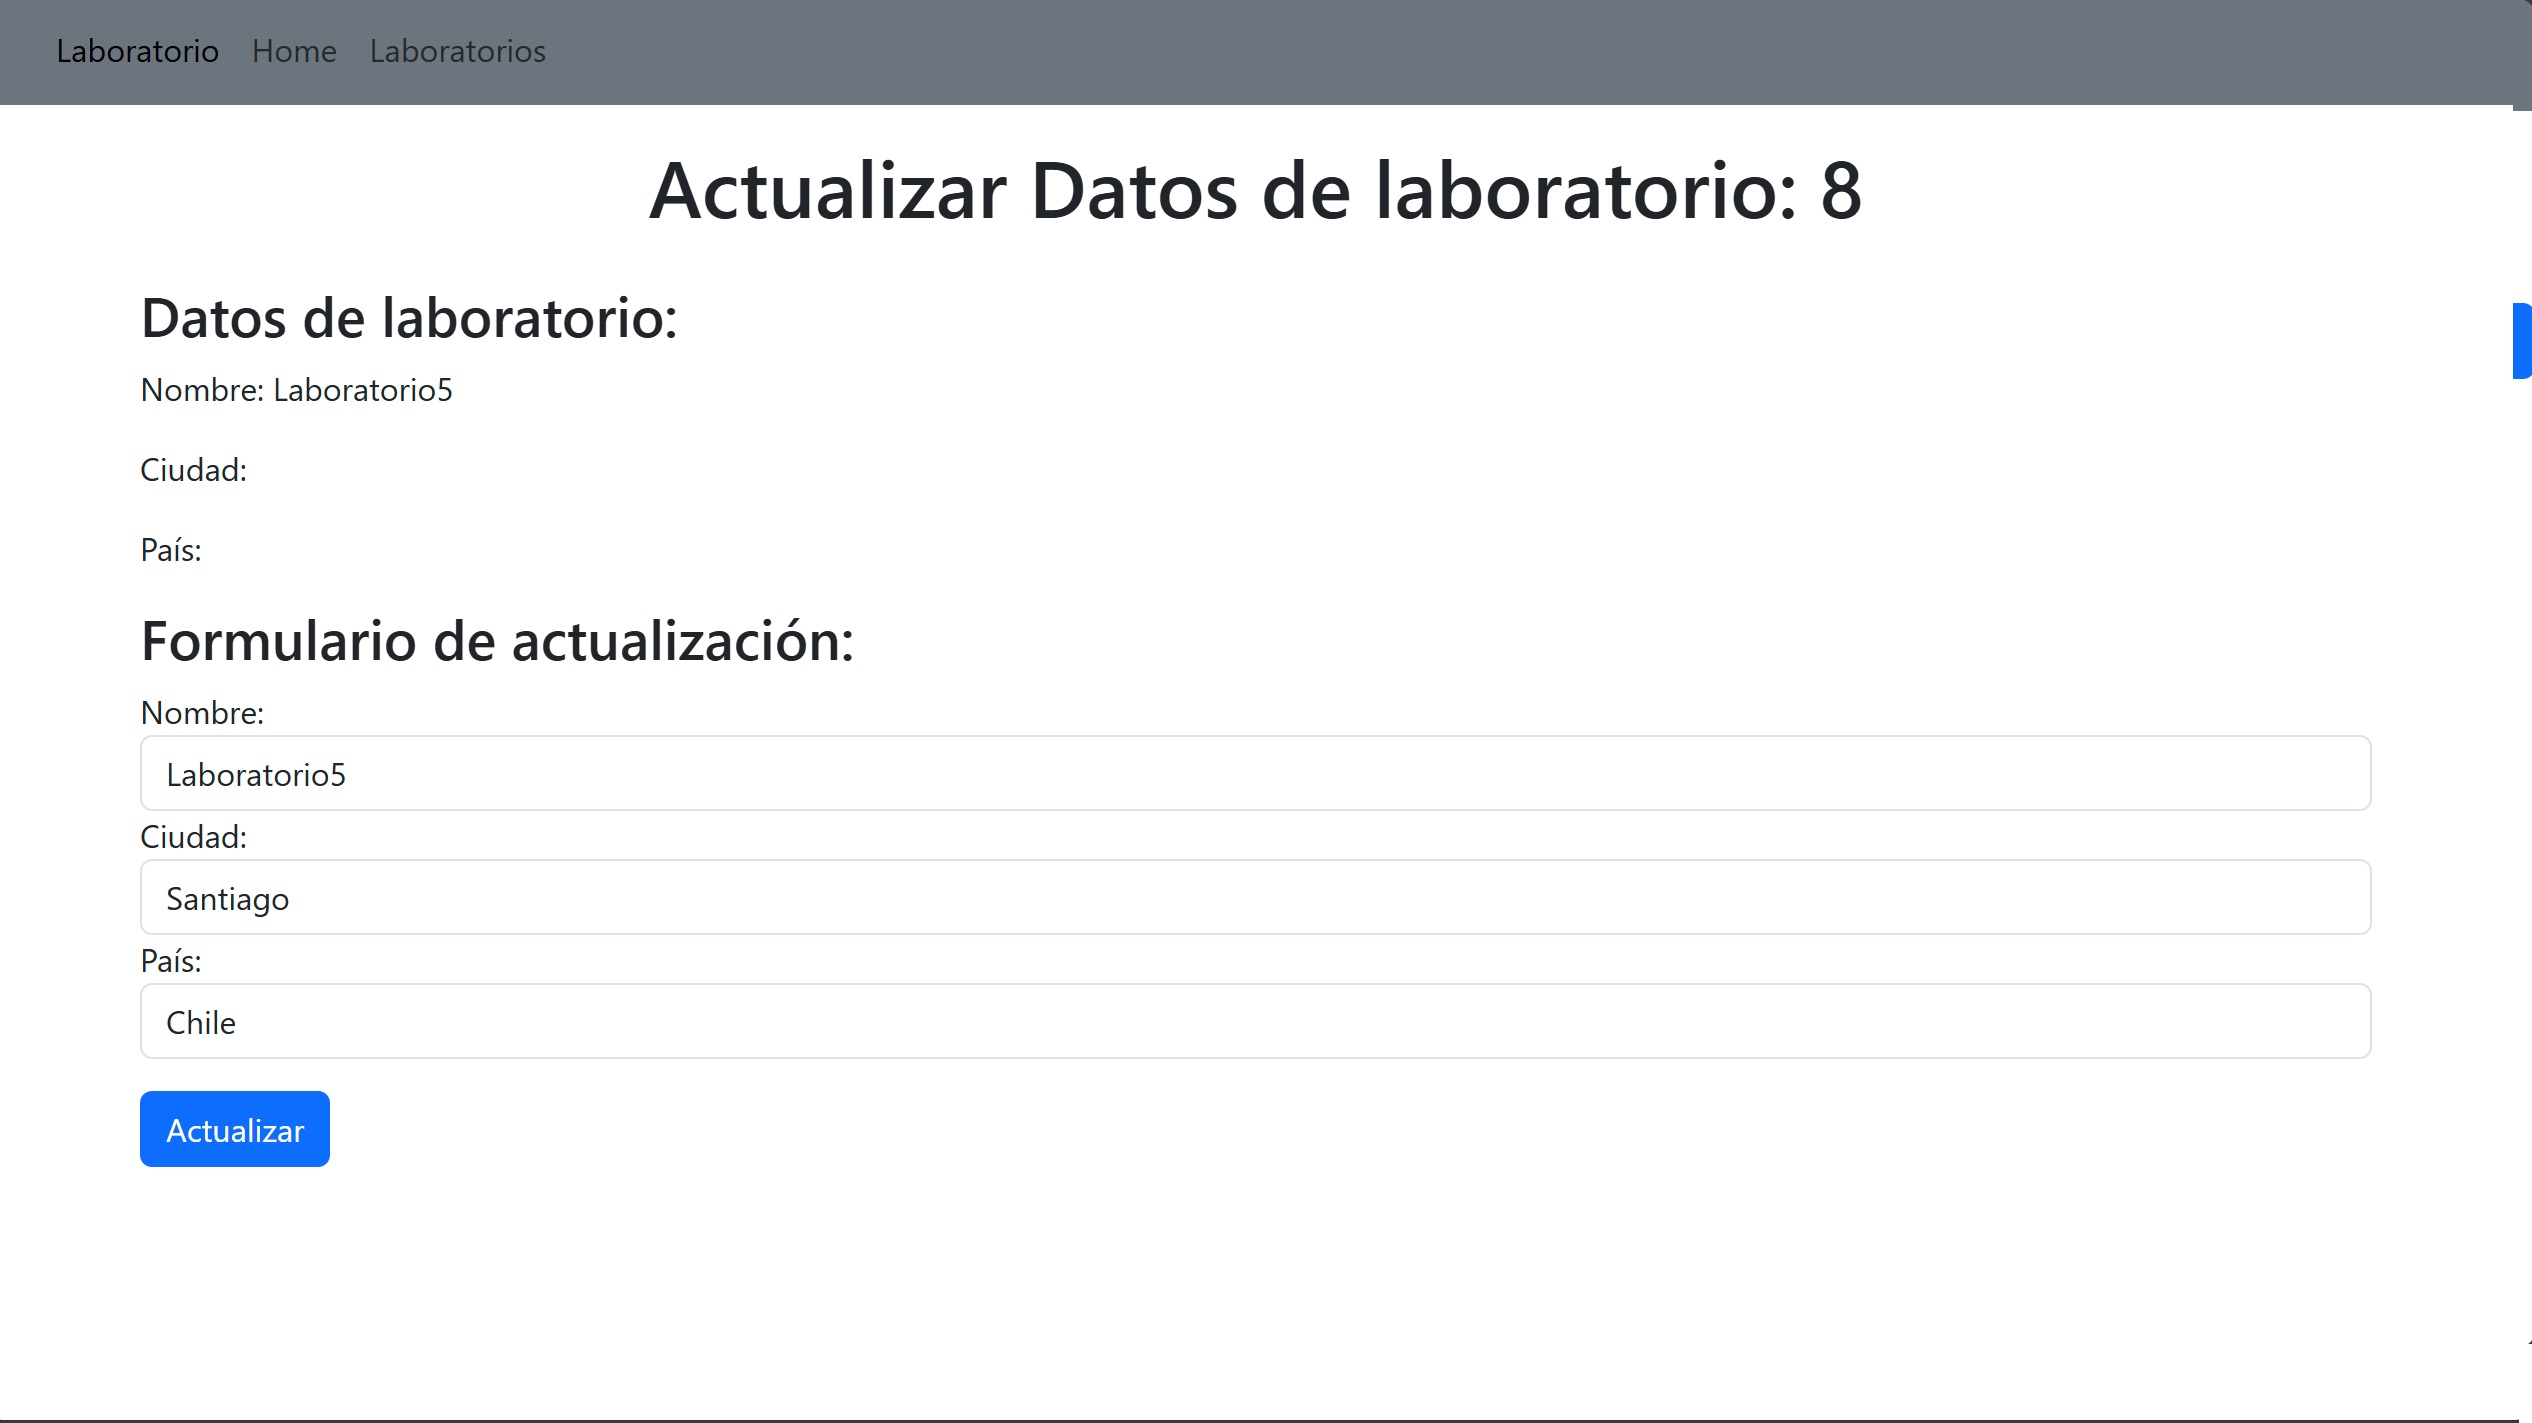 Laboratorio Home Laboratorios
Actualizar Datos de laboratorio: 8
Datos de laboratorio:
Nombre: Laboratorio5
Ciudad:
País:
Formulario de actualización:
Nombre:
Laboratorio5
Ciudad:
Santiago
País:
Chile
Actualizar